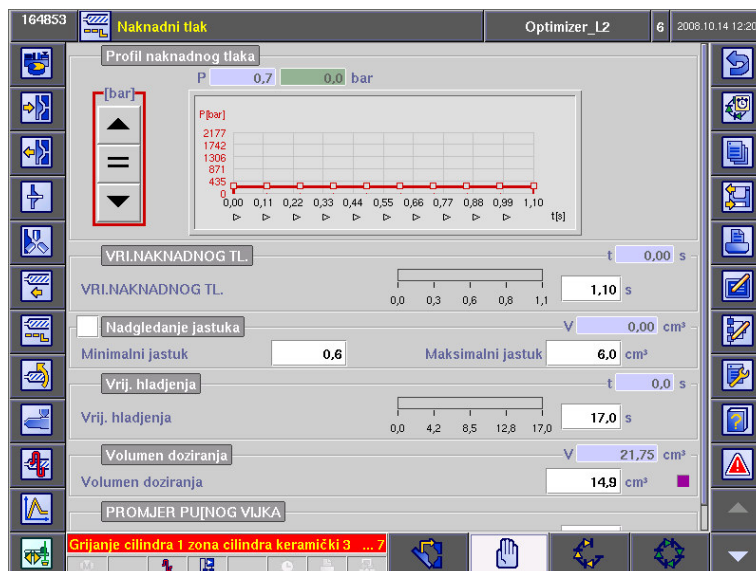 164853 Naknadni tlak Optimizer_L2 6 2008.10.14 12:20
Profil naknadnog tlaka
P 0,7 0,0 bar
[bar]
P[bar]
2177
1742
1306
871
435
0
0,00 0,11 0,22 0,33 0,44 0,55 0,66 0,77 0,88 0,99 1,10
t[s]
VRI.NAKNADNOG TL. t 0,00 s
VRI.NAKNADNOG TL. 1,10 s
0,0 0,3 0,6 0,8 1,1
Nadgledanje jastuka V 0,00 cm³
Minimalni jastuk 0,6 Maksimalni jastuk 6,0 cm³
Vrij. hladjenja t 0,0 s
Vrij. hladjenja 17,0 s
0,0 4,2 8,5 12,8 17,0
Volumen doziranja V 21,75 cm³
Volumen doziranja 14,9 cm³
PROMJER PU[NOG VIJKA
Grijanje cilindra 1 zona cilindra keramički 3 ... 7